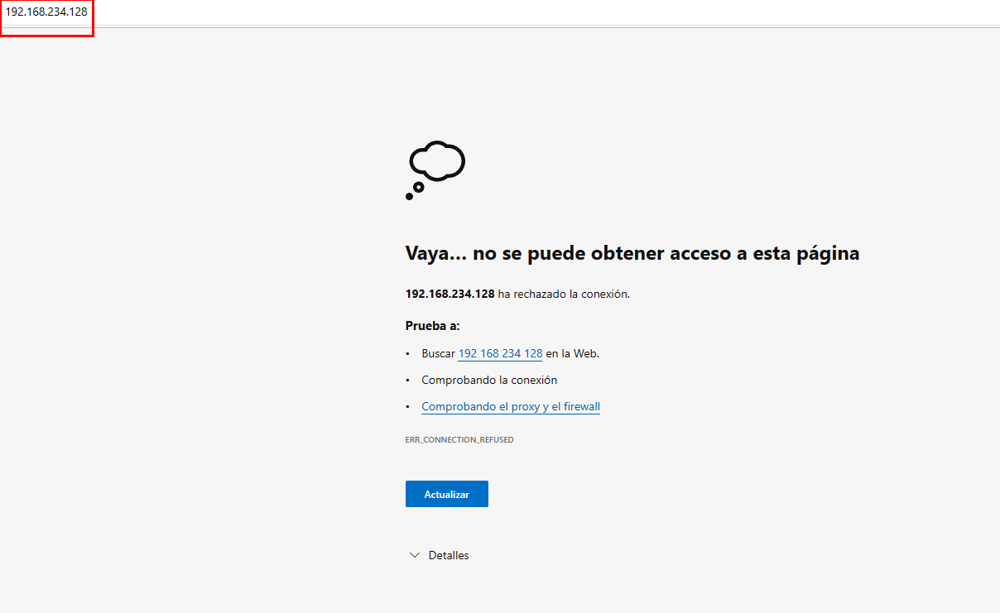 192.168.234.128
Vaya... no se puede obtener acceso a esta página
192.168.234.128 ha rechazado la conexión.
Prueba a:
• Buscar 192 168 234 128 en la Web.
• Comprobando la conexión
• Comprobando el proxy y el firewall
ERR_CONNECTION_REFUSED
Actualizar
Detalles